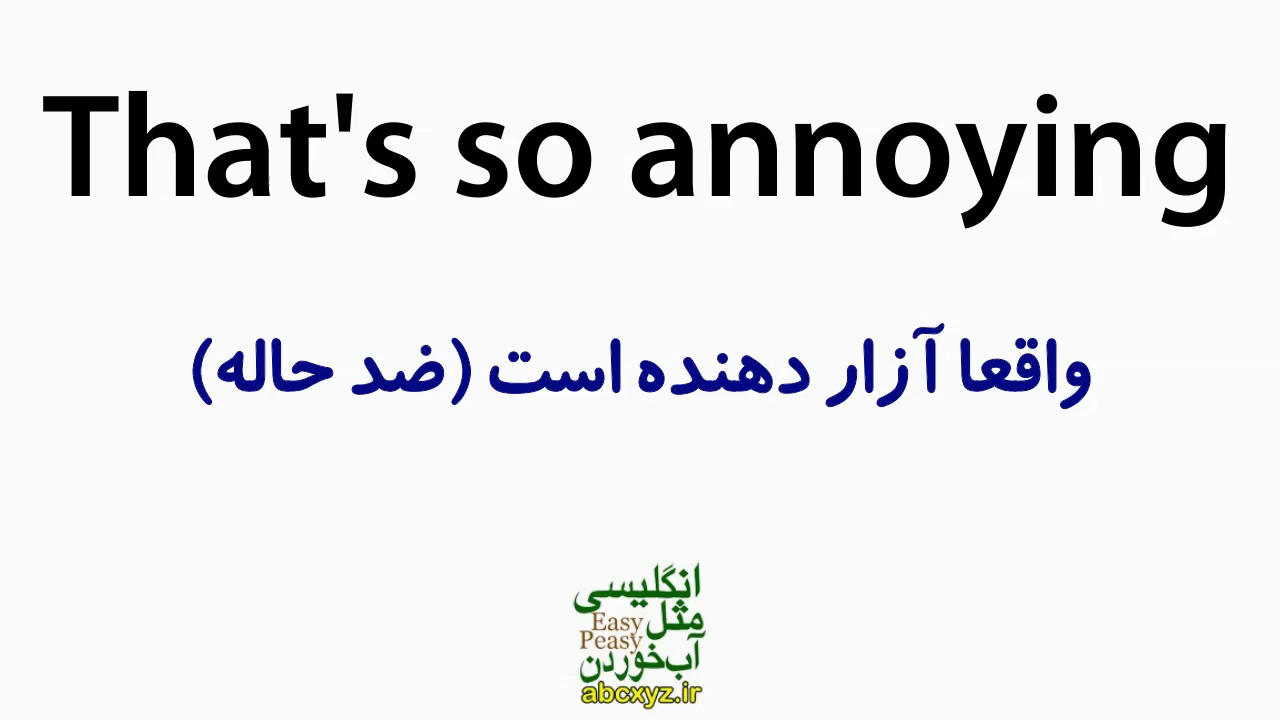 That's so annoying
واقعا آزار دهنده است (ضد حاله)
انگلیسی
مثل Easy
Peasy
آب‌خوردن
abcxyz.ir